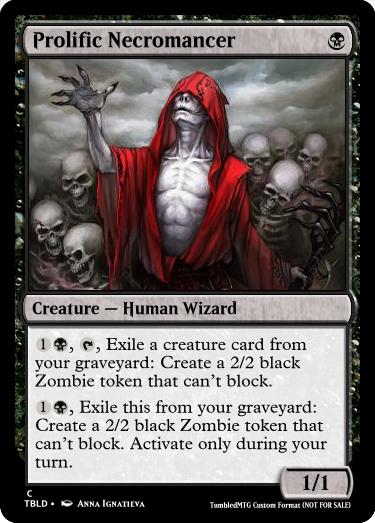 Prolific Necromancer
Creature — Human Wizard
1, Exile a creature card from
your graveyard: Create a 2/2 black
Zombie token that can't block.
1, Exile this from your graveyard:
Create a 2/2 black Zombie token that
can't block. Activate only during your
turn.
1/1
C
TBLD • Anna Ignatieva
TumbledMTG Custom Format (NOT FOR SALE)